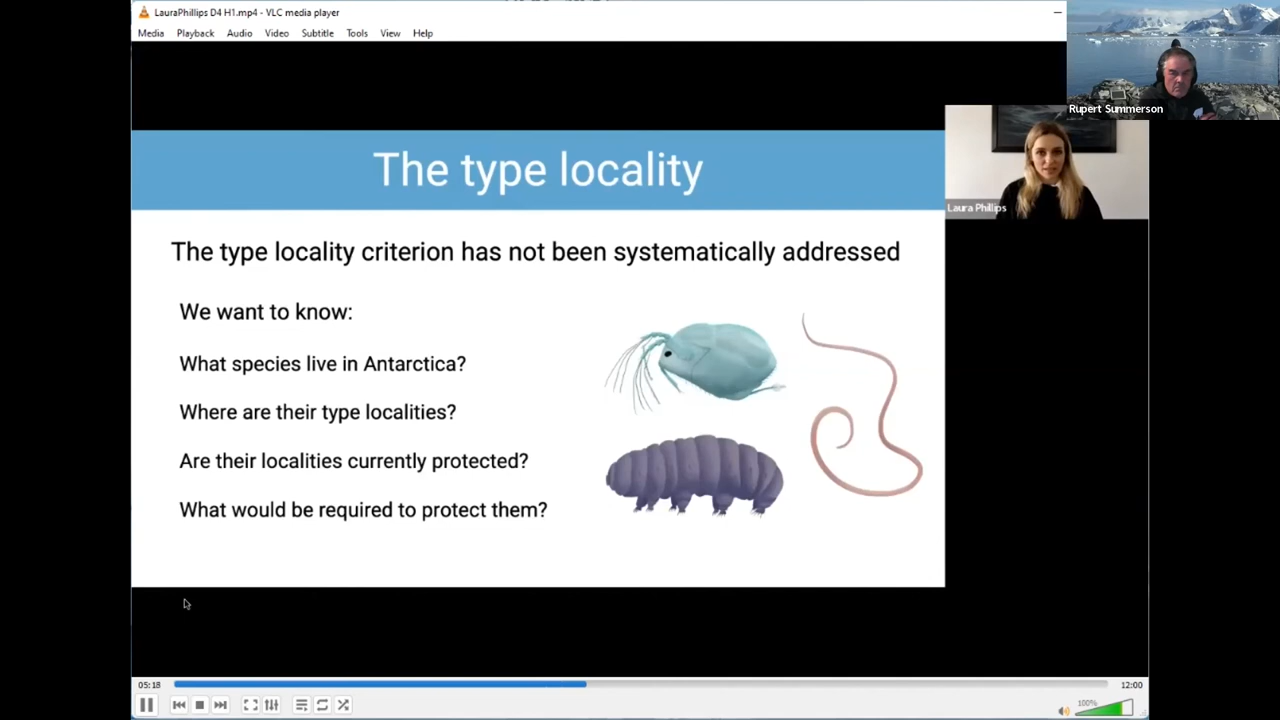 LauraPhillips D4 H1.mp4 - VLC media player
Media Playback Audio Video Subtitle Tools View Help
Rupert Summerson
The type locality
Laura Phillips
The type locality criterion has not been systematically addressed
We want to know:
What species live in Antarctica?
Where are their type localities?
Are their localities currently protected?
What would be required to protect them?
05:18
12:00
100%